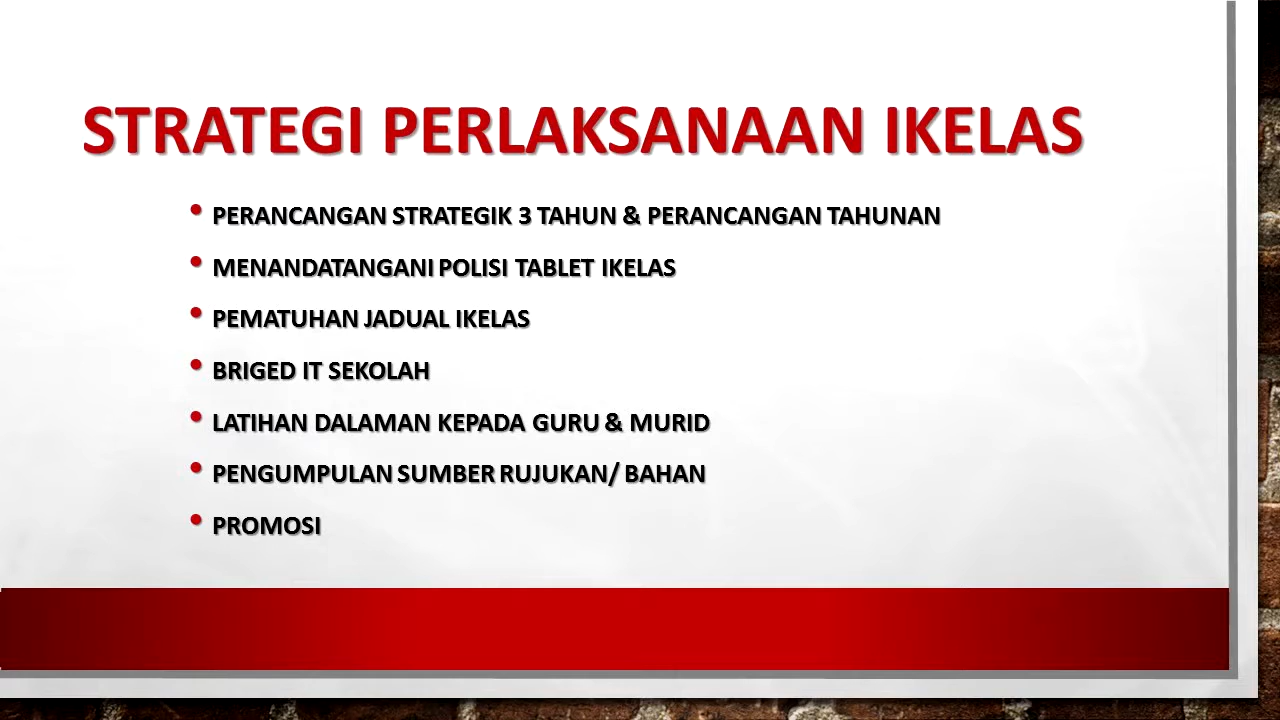 STRATEGI PERLAKSANAAN IKELAS
• PERANCANGAN STRATEGIK 3 TAHUN & PERANCANGAN TAHUNAN
• MENANDATANGANI POLISI TABLET IKELAS
• PEMATUHAN JADUAL IKELAS
• BRIGED IT SEKOLAH
• LATIHAN DALAMAN KEPADA GURU & MURID
• PENGUMPULAN SUMBER RUJUKAN/ BAHAN
• PROMOSI